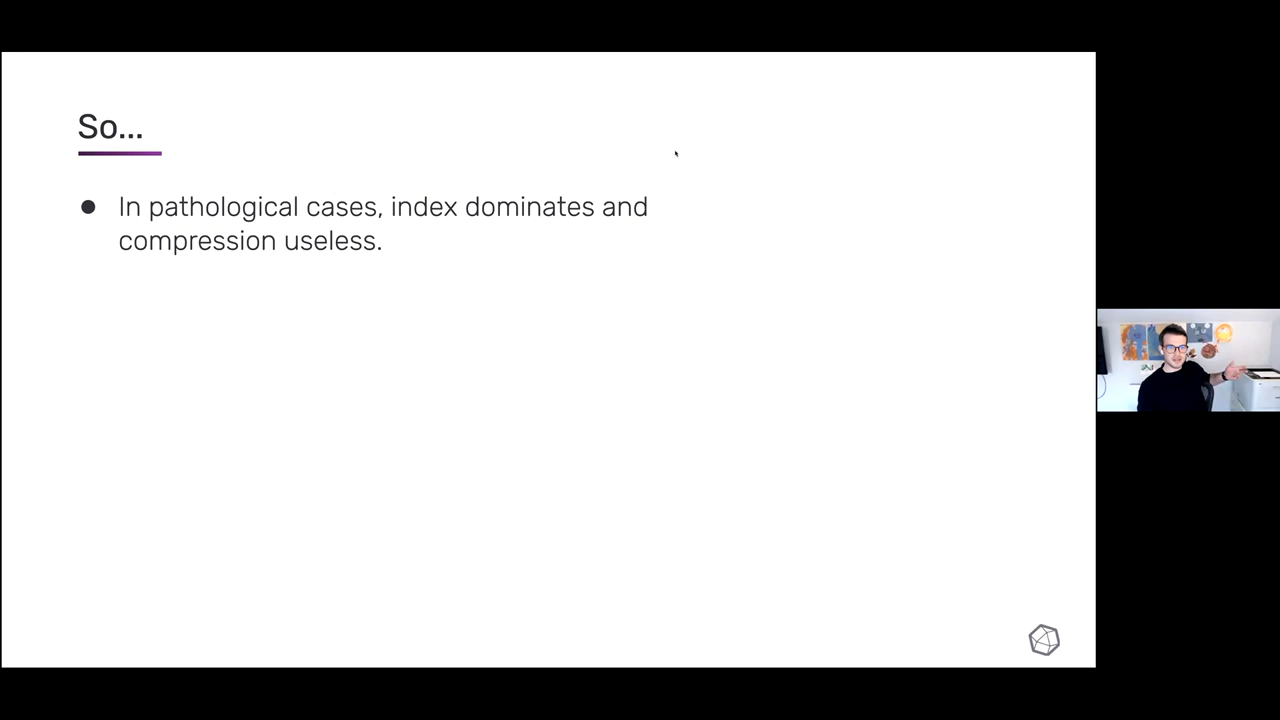 So...
● In pathological cases, index dominates and
compression useless.